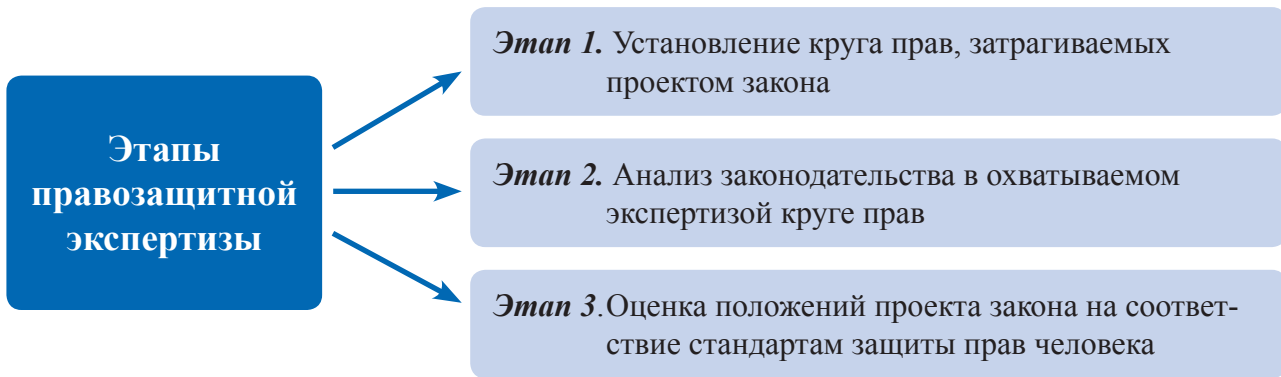 Этапы
правозащитной
экспертизы
Этап 1. Установление круга прав, затрагиваемых
проектом закона
Этап 2. Анализ законодательства в охватываемом
экспертизой круге прав
Этап 3.Оценка положений проекта закона на соответ-
ствие стандартам защиты прав человека